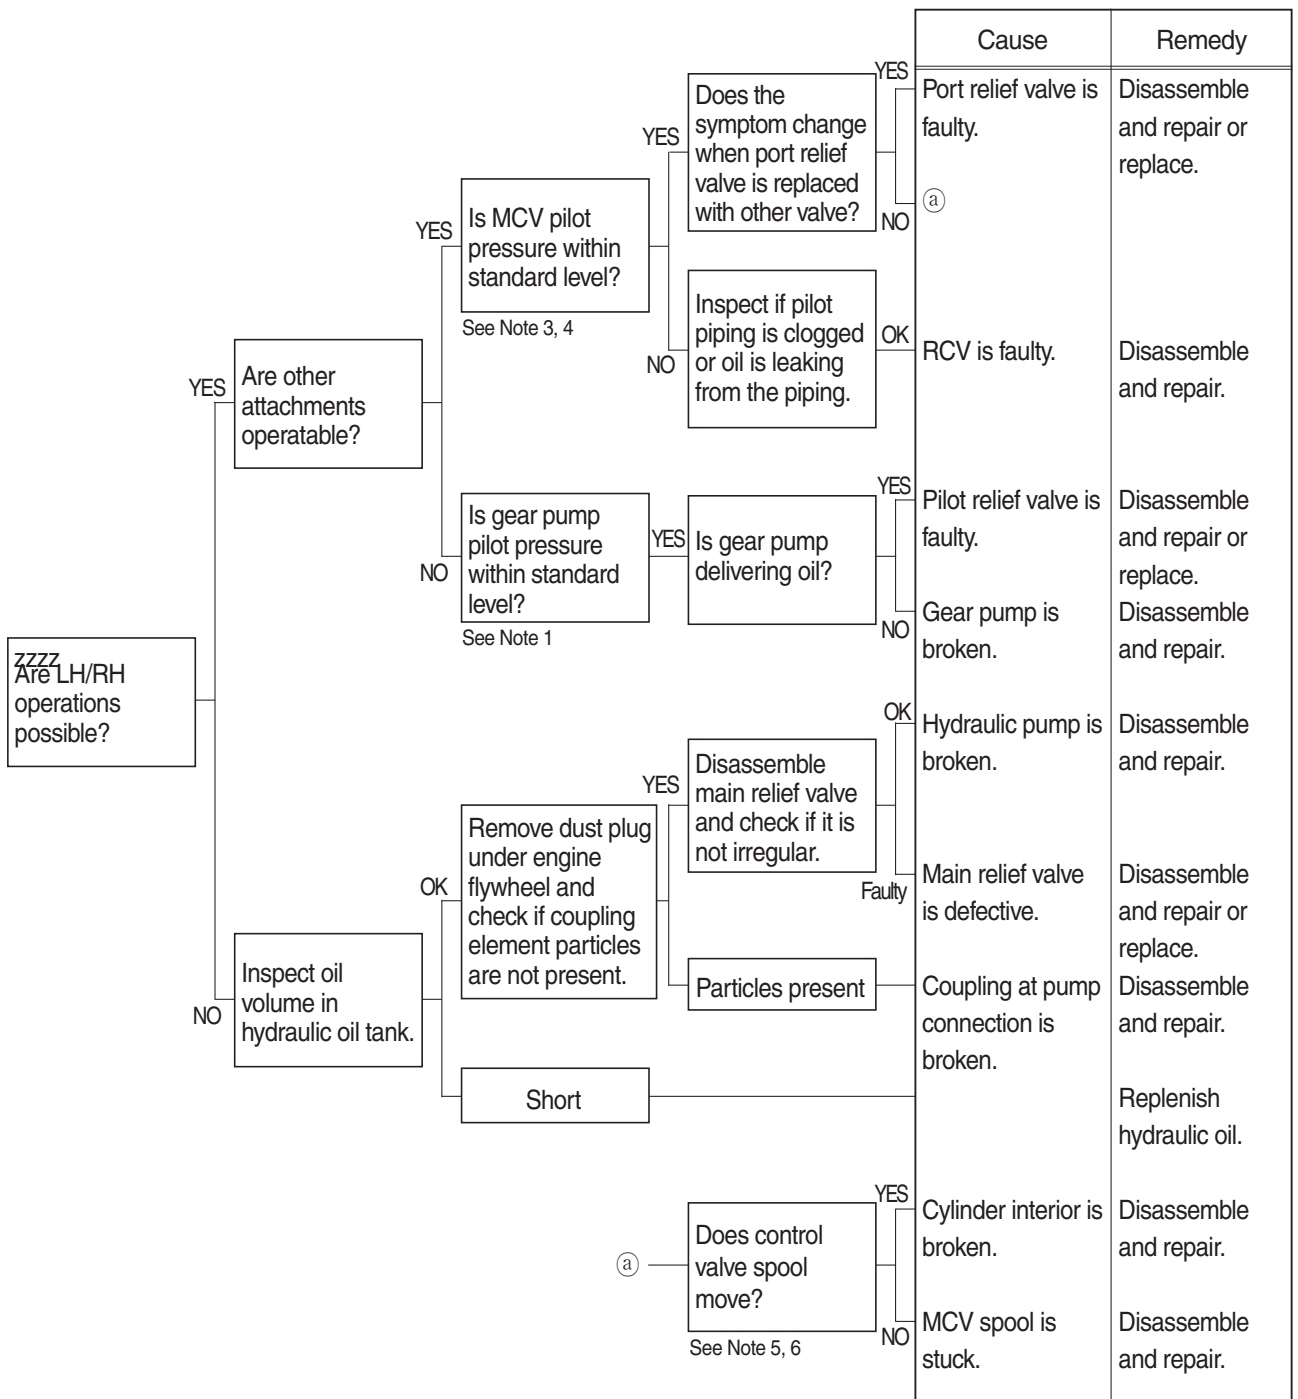 Cause
Remedy
YES
Does the
symptom change
when port relief
valve is replaced
with other valve?
NO
Port relief valve is
faulty.
Disassemble
and repair or
replace.
ⓐ
YES
Is MCV pilot
pressure within
standard level?
See Note 3, 4
YES
NO
Inspect if pilot
piping is clogged
or oil is leaking
from the piping.
OK
RCV is faulty.
Disassemble
and repair.
YES
Are other
attachments
operatable?
NO
Is gear pump
pilot pressure
within standard
level?
See Note 1
YES
Is gear pump
delivering oil?
YES
Pilot relief valve is
faulty.
Disassemble
and repair or
replace.
NO
Gear pump is
broken.
Disassemble
and repair.
zzzz
Are LH/RH
operations
possible?
NO
Inspect oil
volume in
hydraulic oil tank.
OK
Remove dust plug
under engine
flywheel and
check if coupling
element particles
are not present.
YES
Disassemble
main relief valve
and check if it is
not irregular.
OK
Hydraulic pump is
broken.
Disassemble
and repair.
Faulty
Main relief valve
is defective.
Disassemble
and repair or
replace.
Particles present
Coupling at pump
connection is
broken.
Disassemble
and repair.
Short
Replenish
hydraulic oil.
ⓐ
Does control
valve spool
move?
See Note 5, 6
YES
Cylinder interior is
broken.
Disassemble
and repair.
NO
MCV spool is
stuck.
Disassemble
and repair.